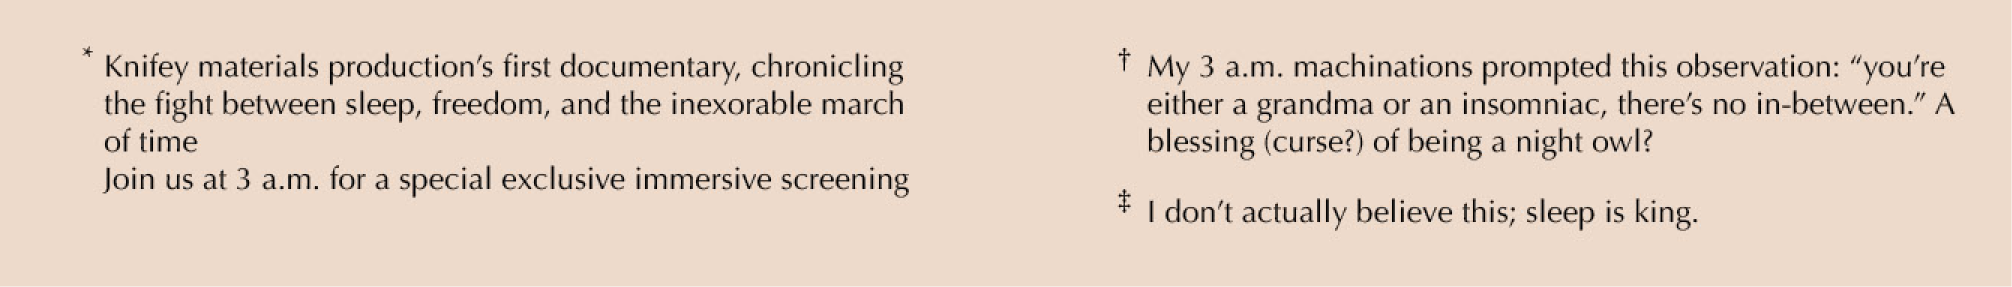 * Knifey materials production’s first documentary, chronicling
the fight between sleep, freedom, and the inexorable march
of time
Join us at 3 a.m. for a special exclusive immersive screening
† My 3 a.m. machinations prompted this observation: “you’re
either a grandma or an insomniac, there’s no in-between.” A
blessing (curse?) of being a night owl?
‡ I don’t actually believe this; sleep is king.